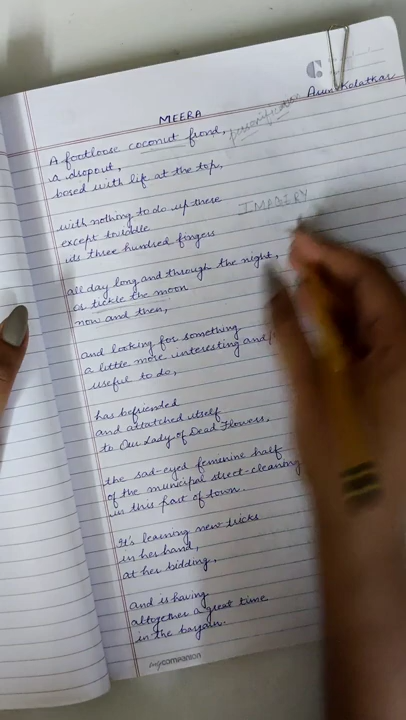 MEERA
Arun Kolatkar
A footloose coconut frond, personification
a dropout,
bosed with life at the top,
with nothing to do up there IMAGERY
except to
its three hundred fingers
all day long and through the night,
or tickle the moon
now and then,
and looking for something
a little more interesting and/
useful to do,
has befriended
and attatched itself
to Our Lady of Dead Flowers,
the sad-eyed feminine half
of the municipal street-cleaning
in this part of town.
It's learning new tricks
in her hand,
at her bidding,
and is having
altogether a great time
in the bargain.
mycompanion